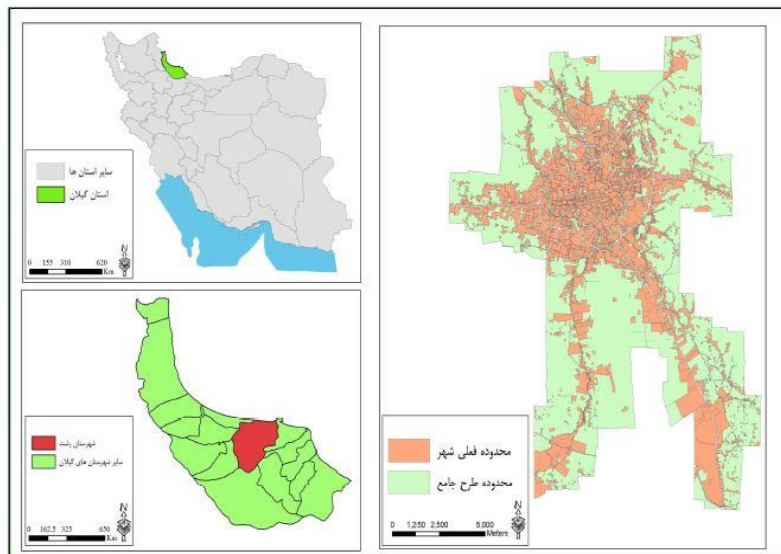 سایر استان ها
استان گیلان
N
0 155 310 620
Km
شهرستان رشت
سایر شهرستان های گیلان
N
0 162.5 325 650
Km
محدوده فعلی شهر
محدوده طرح جامع
N
0 1,250 2,500 5,000
Meters